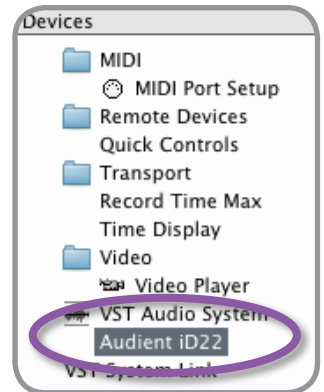 Devices
MIDI
MIDI Port Setup
Remote Devices
Quick Controls
Transport
Record Time Max
Time Display
Video
Video Player
VST Audio System
Audient iD22
VST System Link